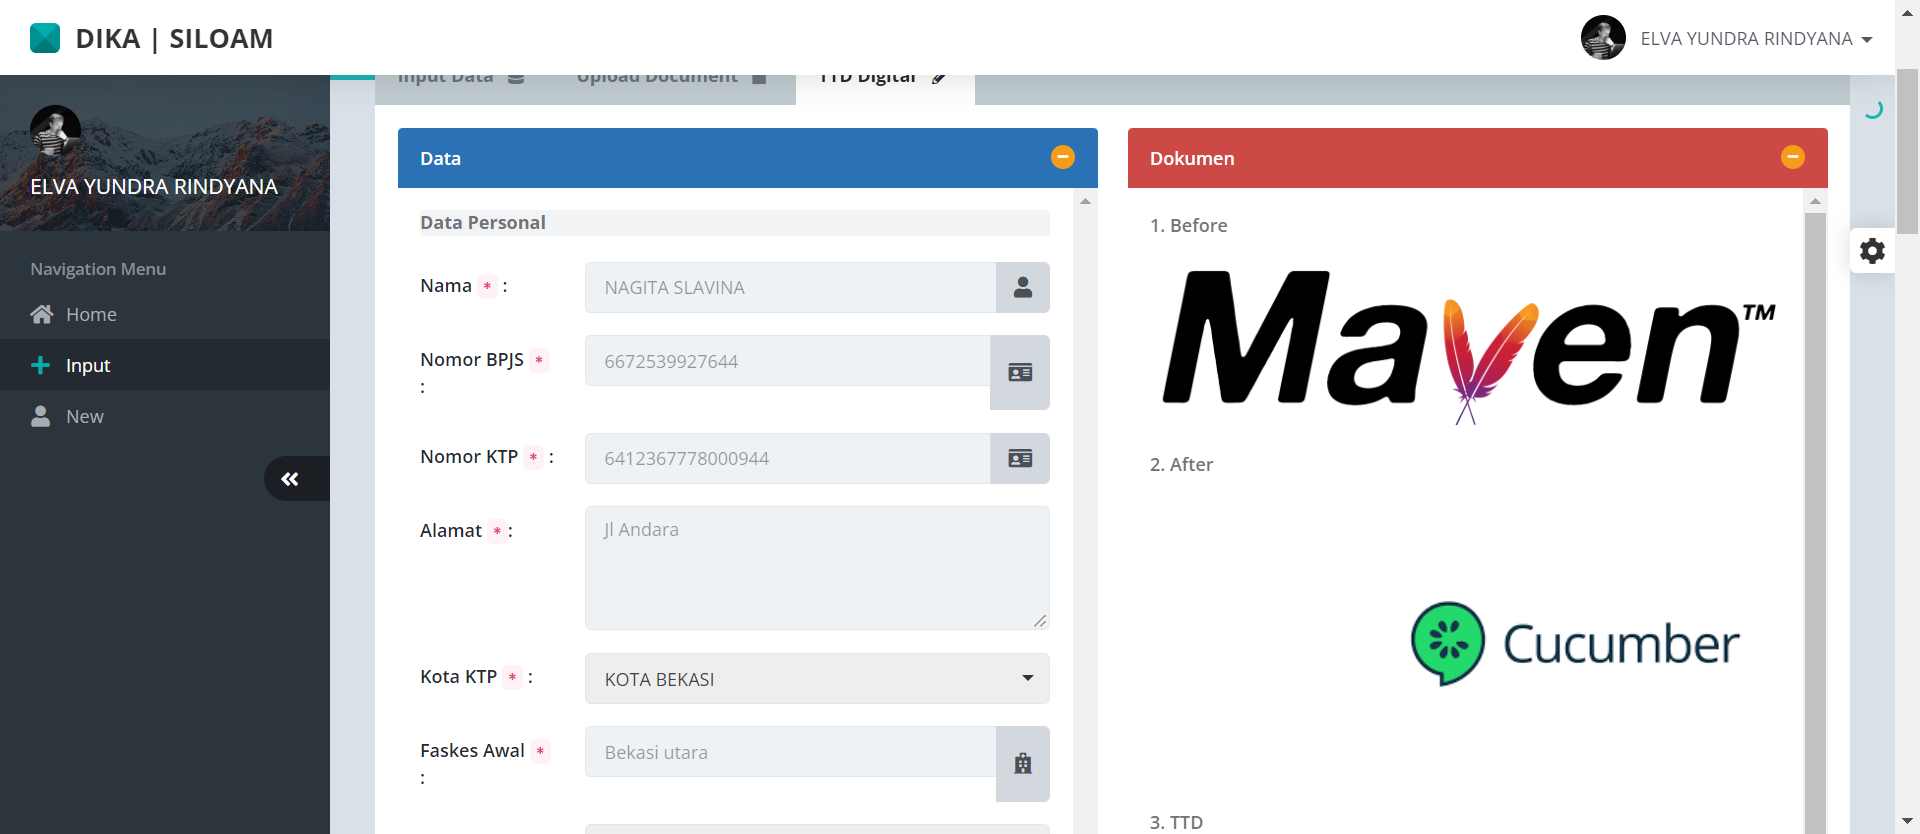 DIKA | SILOAM
ELVA YUNDRA RINDYANA
Input Data
Upload Document
TTD Digital
ELVA YUNDRA RINDYANA
Navigation Menu
Home
Input
New
Data
Data Personal
Nama * :
NAGITA SLAVINA
Nomor BPJS *
:
6672539927644
Nomor KTP * :
6412367778000944
Alamat * :
Jl Andara
Kota KTP * :
KOTA BEKASI
Faskes Awal *
:
Bekasi utara
Dokumen
1. Before
Maven™
2. After
Cucumber
3. TTD